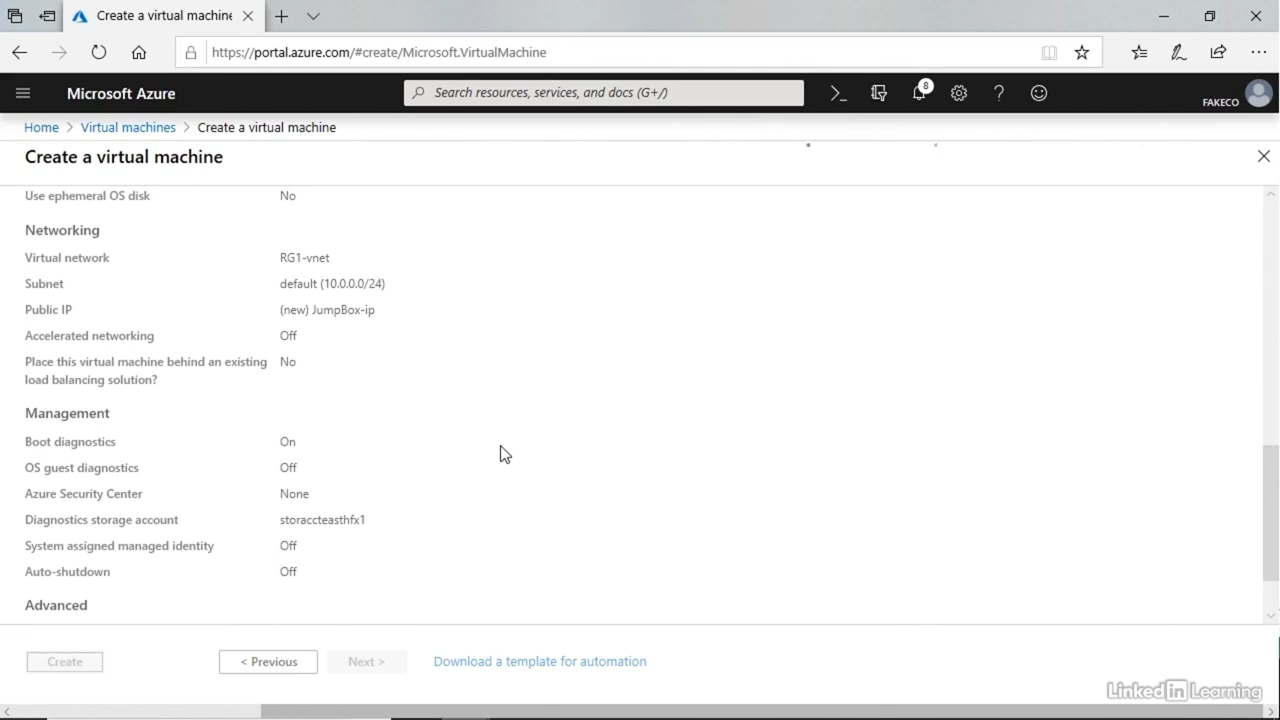 Create a virtual machine
https://portal.azure.com/#create/Microsoft.VirtualMachine
Microsoft Azure
Search resources, services, and docs (G+/)
8
FAKECO
Home > Virtual machines > Create a virtual machine
Create a virtual machine
Use ephemeral OS disk No
Networking
Virtual network RG1-vnet
Subnet default (10.0.0.0/24)
Public IP (new) JumpBox-ip
Accelerated networking Off
Place this virtual machine behind an existing No
load balancing solution?
Management
Boot diagnostics On
OS guest diagnostics Off
Azure Security Center None
Diagnostics storage account storaccteasthfx1
System assigned managed identity Off
Auto-shutdown Off
Advanced
Create < Previous Next > Download a template for automation
Linked in Learning